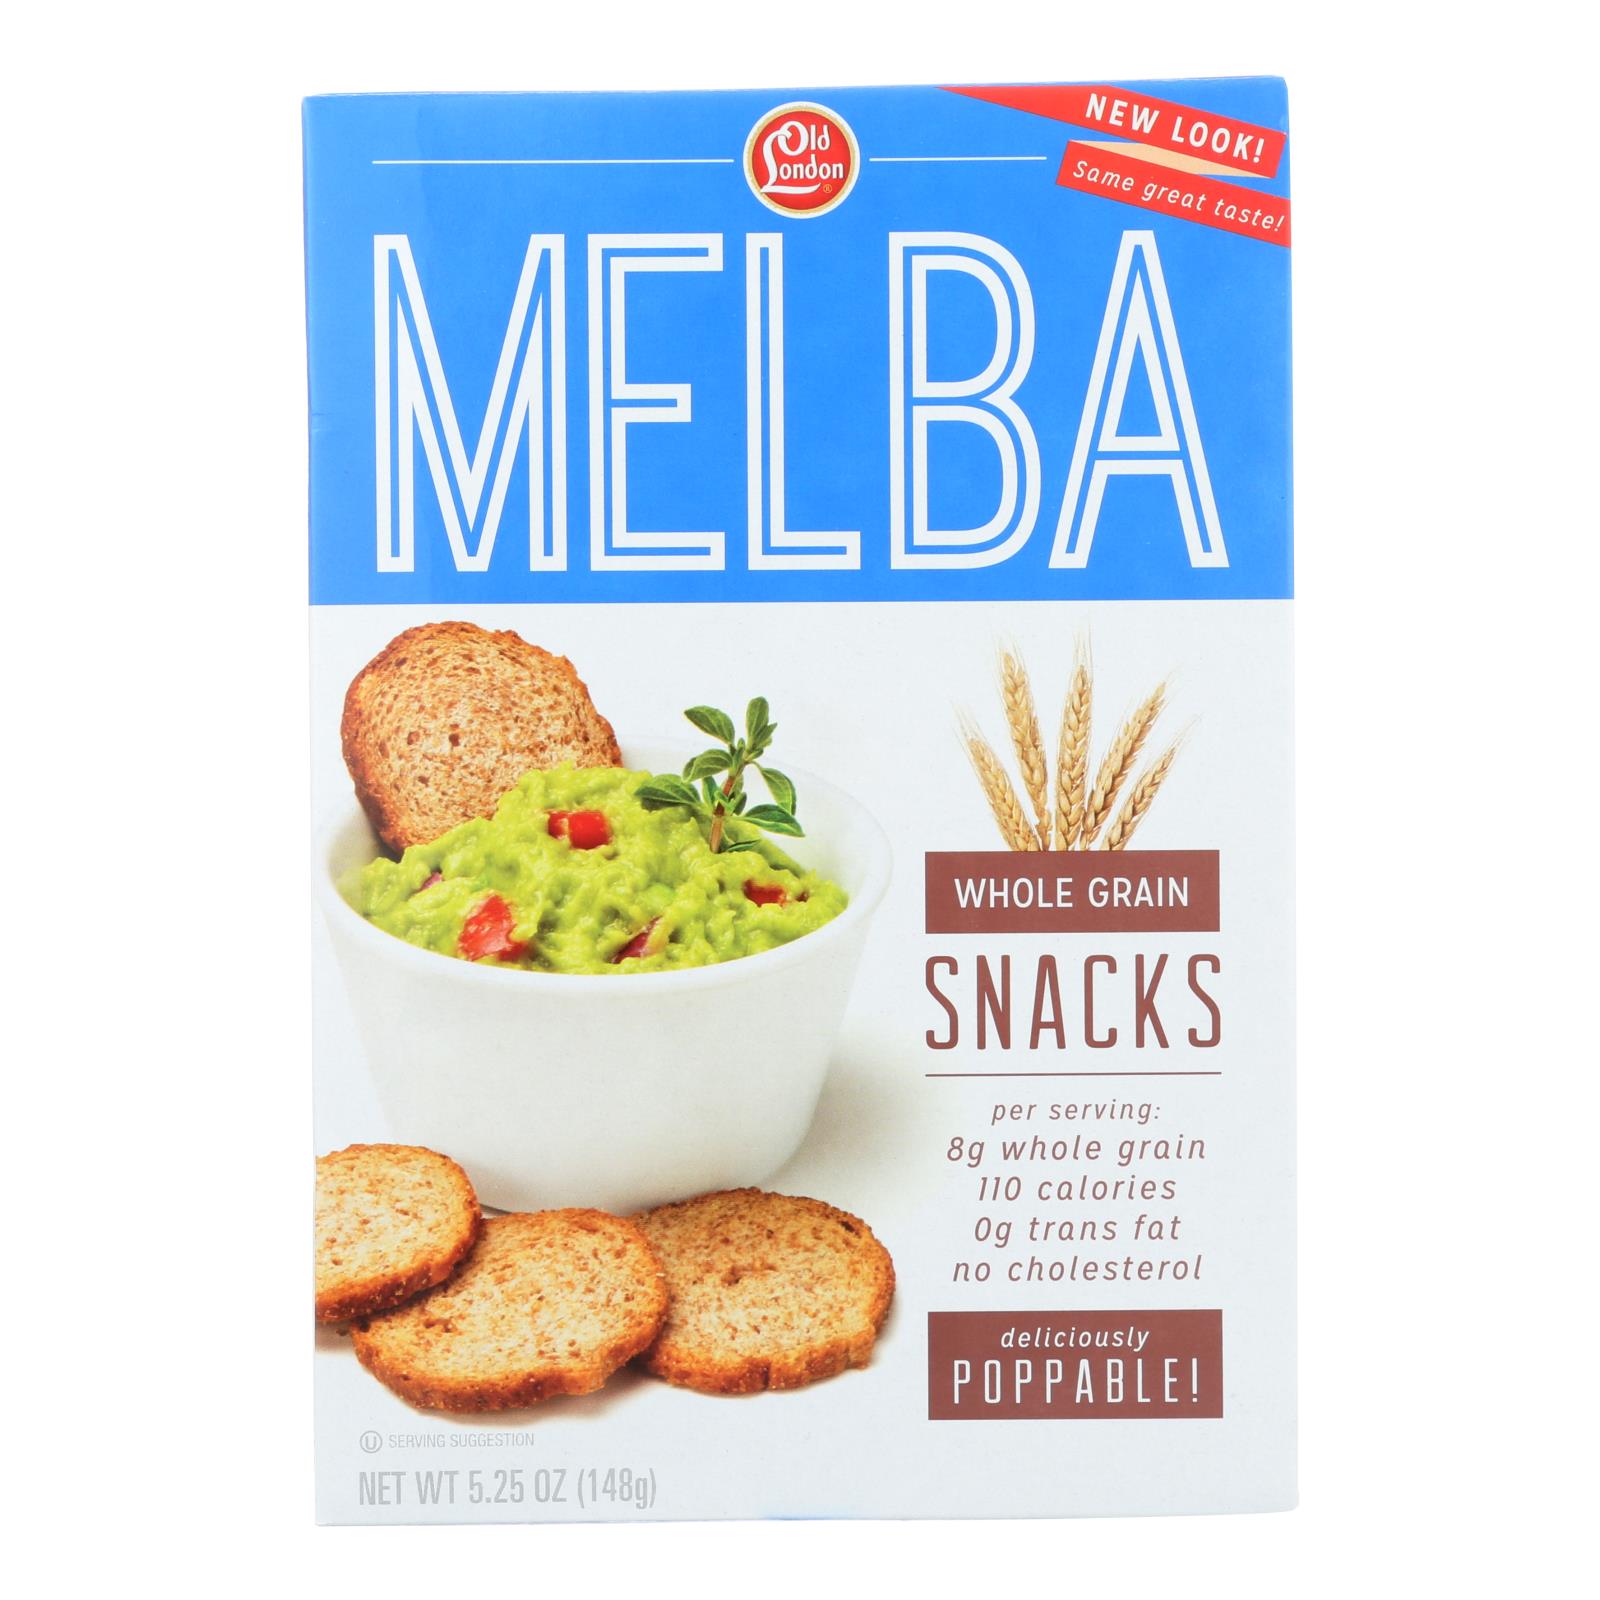 Old
London
®
NEW LOOK!
Same great taste!
MELBA
WHOLE GRAIN
SNACKS
per serving:
8g whole grain
110 calories
0g trans fat
no cholesterol
deliciously
POPPABLE!
U SERVING SUGGESTION
NET WT 5.25 OZ (148g)